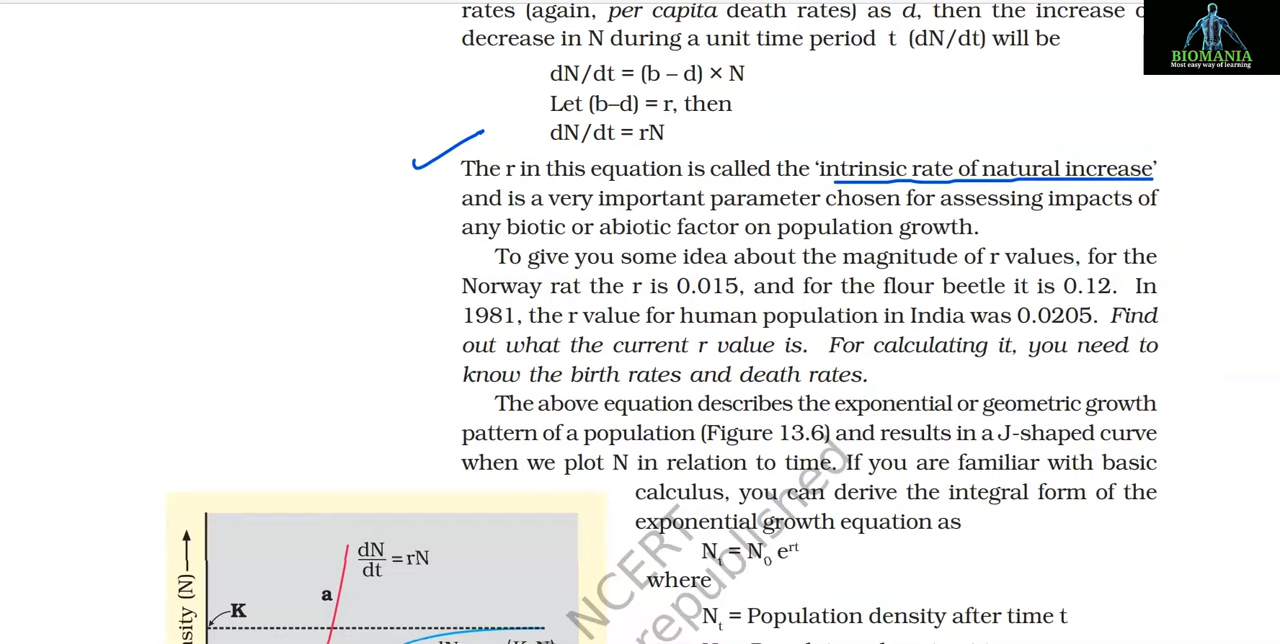 rates (again, per capita death rates) as d, then the increase
decrease in N during a unit time period t (dN/dt) will be
dN/dt = (b – d) × N
Let (b–d) = r, then
dN/dt = rN
The r in this equation is called the ‘intrinsic rate of natural increase’
and is a very important parameter chosen for assessing impacts of
any biotic or abiotic factor on population growth.
To give you some idea about the magnitude of r values, for the
Norway rat the r is 0.015, and for the flour beetle it is 0.12. In
1981, the r value for human population in India was 0.0205. Find
out what the current r value is. For calculating it, you need to
know the birth rates and death rates.
The above equation describes the exponential or geometric growth
pattern of a population (Figure 13.6) and results in a J-shaped curve
when we plot N in relation to time. If you are familiar with basic
calculus, you can derive the integral form of the
exponential growth equation as
Nt = N0 e^rt
where
Nt = Population density after time t
dN/dt = rN
a
K
(N)
NCERT
republished
BIOMANIA
Most easy way of learning